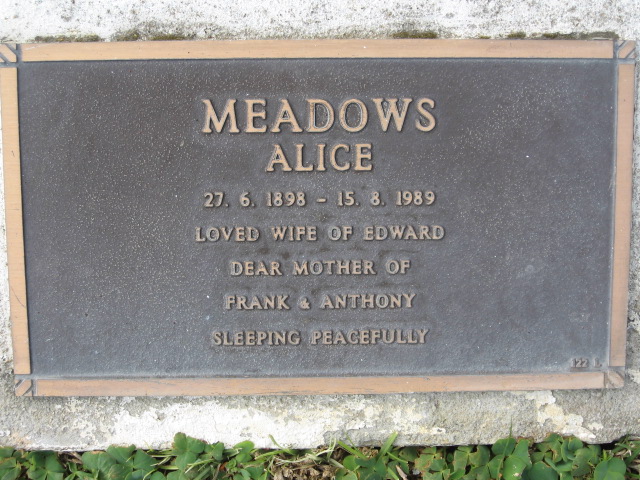 MEADOWS
ALICE
27. 6. 1898 - 15. 8. 1989
LOVED WIFE OF EDWARD
DEAR MOTHER OF
FRANK & ANTHONY
SLEEPING PEACEFULLY
122